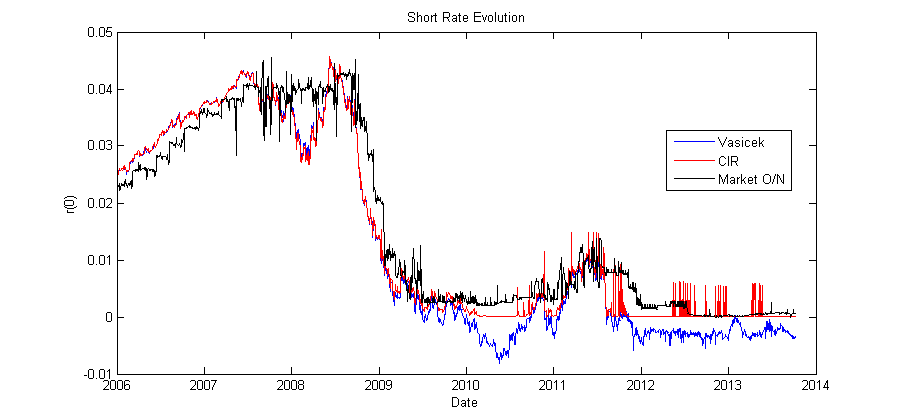 Short Rate Evolution
0.05
0.04
0.03
0.02
0.01
0
-0.01
r(0)
Vasicek
CIR
Market O/N
2006 2007 2008 2009 2010 2011 2012 2013 2014
Date